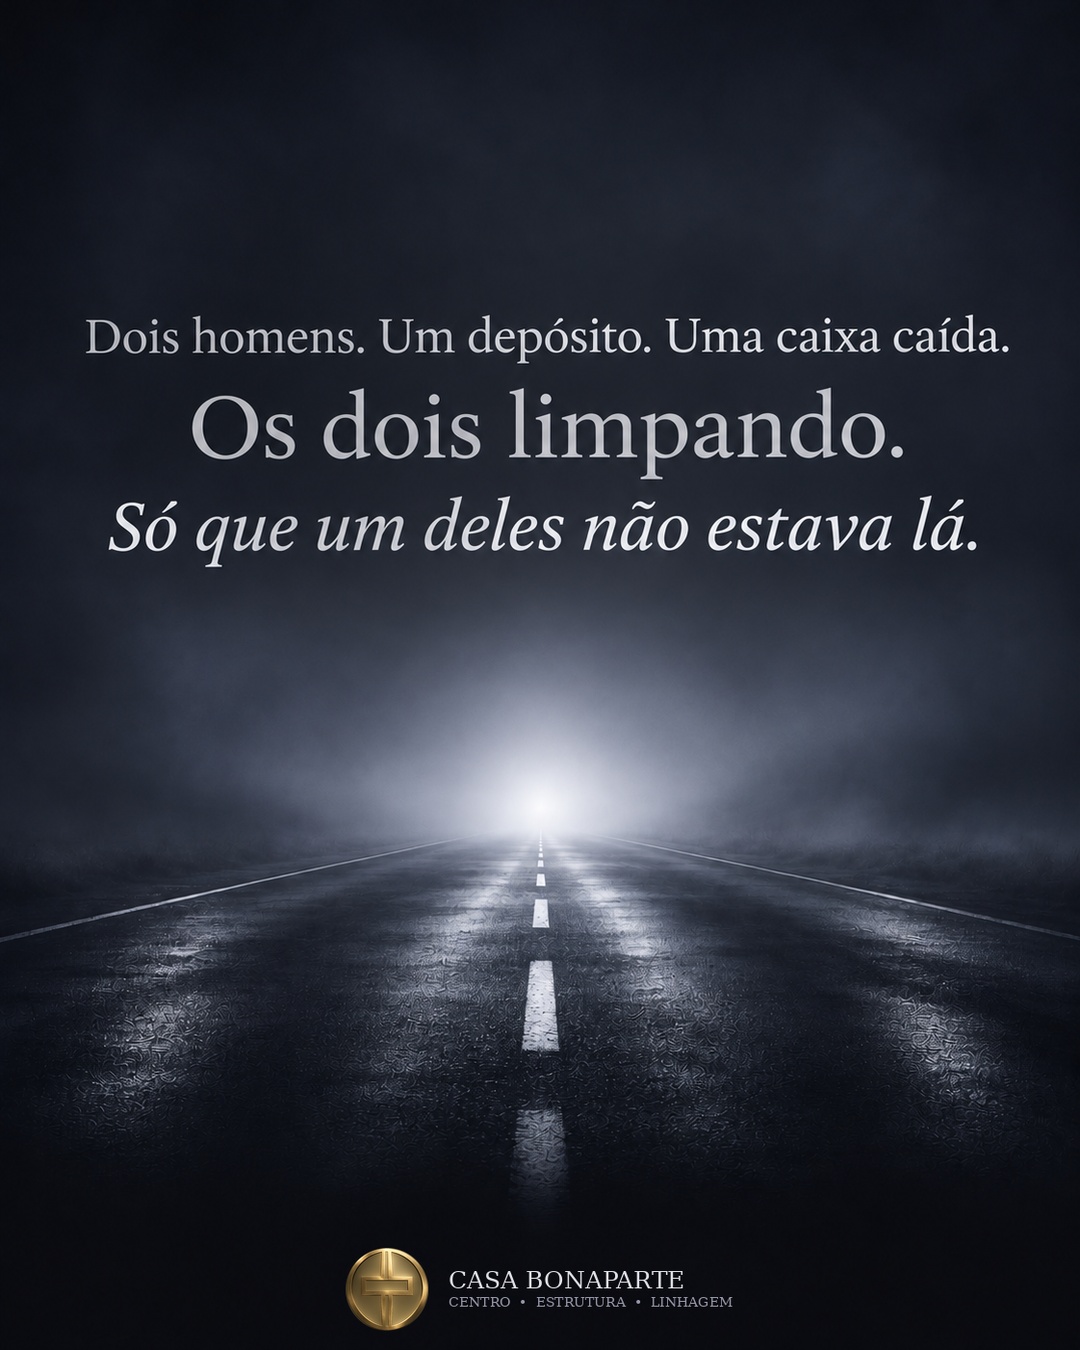 Dois homens. Um depósito. Uma caixa caída.
Os dois limpando.
Só que um deles não estava lá.
CASA BONAPARTE
CENTRO • ESTRUTURA • LINHAGEM